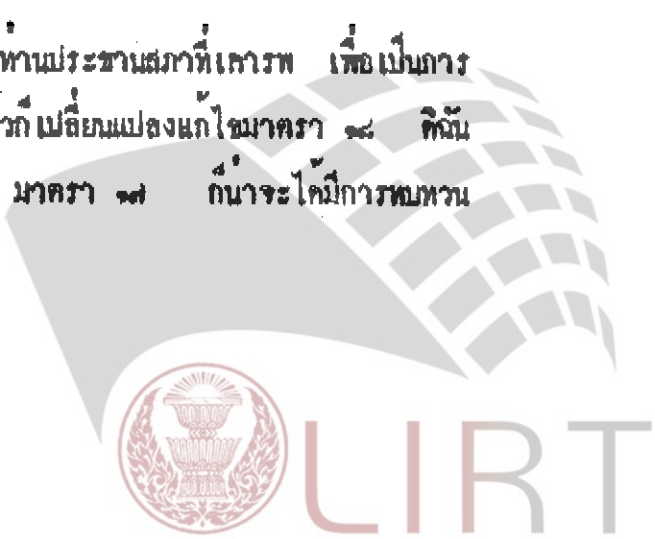 ท่านประธานสภาที่เคารพ เพื่อเป็นการ
วก็เปลี่ยนแปลงแก้ไขมาตรา ๑๘ ดิฉัน
มาตรา ๑๗ ก็น่าจะได้มีการทบทวน
LIRT